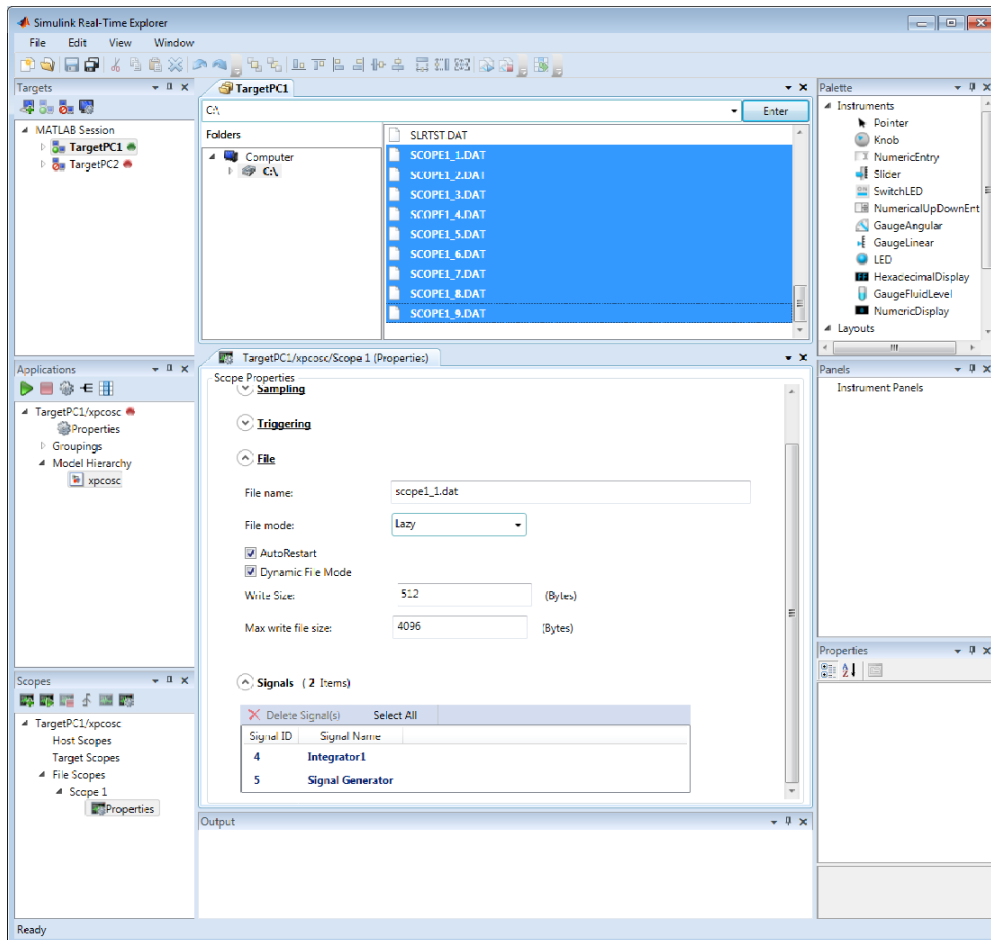 Simulink Real-Time Explorer
File Edit View Window
Targets
MATLAB Session
TargetPC1
TargetPC2
TargetPC1
C:\
Enter
Folders
Computer
C:\
SLRTST DAT
SCOPE1_1.DAT
SCOPE1_2.DAT
SCOPE1_3.DAT
SCOPE1_4.DAT
SCOPE1_5.DAT
SCOPE1_6.DAT
SCOPE1_7.DAT
SCOPE1_8.DAT
SCOPE1_9.DAT
Palette
Instruments
Pointer
Knob
NumericEntry
Slider
SwitchLED
NumericalUpDownEnt
GaugeAngular
GaugeLinear
LED
HexadecimalDisplay
GaugeFluidLevel
NumericDisplay
Layouts
Applications
TargetPC1/xpcosc
Properties
Groupings
Model Hierarchy
xpcosc
TargetPC1/xpcosc/Scope 1 (Properties)
Scope Properties
Sampling
Triggering
File
File name: scope1_1.dat
File mode: Lazy
AutoRestart
Dynamic File Mode
Write Size: 512 (Bytes)
Max write file size: 4096 (Bytes)
Signals ( 2 Items)
Delete Signal(s) Select All
Signal ID Signal Name
4 Integrator1
5 Signal Generator
Panels
Instrument Panels
Properties
Scopes
TargetPC1/xpcosc
Host Scopes
Target Scopes
File Scopes
Scope 1
Properties
Output
Ready